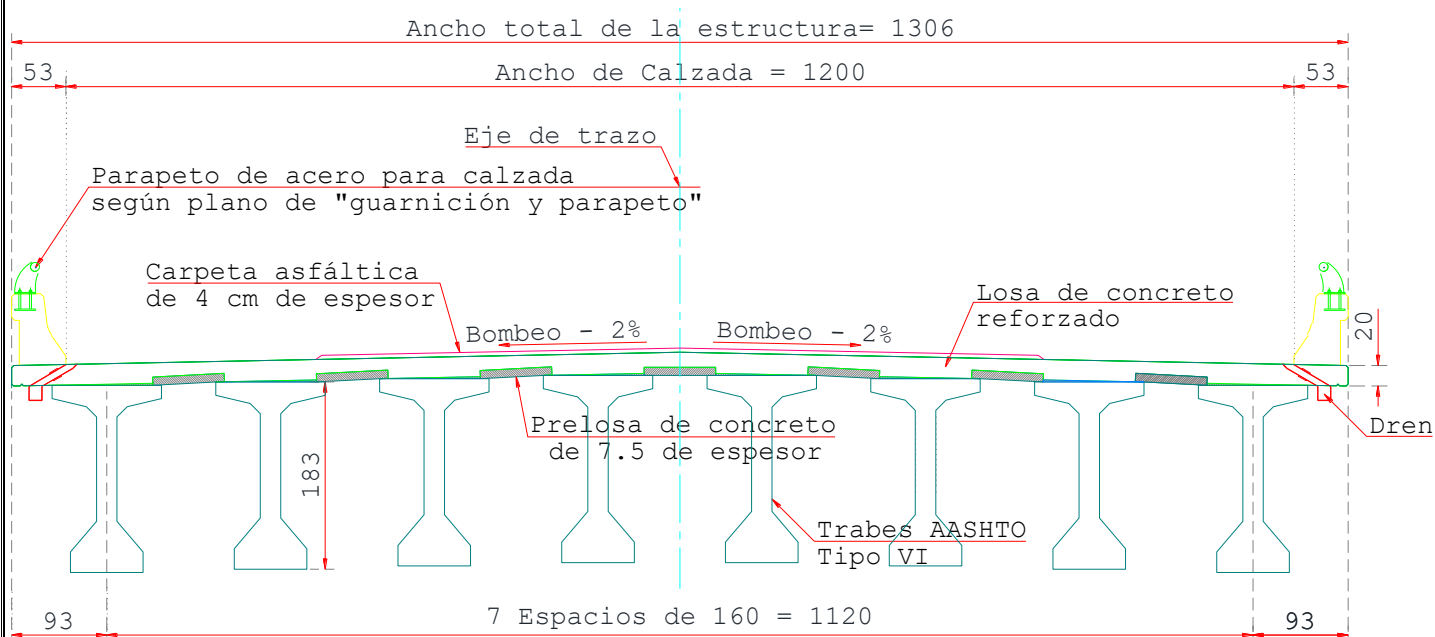 Ancho total de la estructura= 1306
53
Ancho de Calzada = 1200
53
Eje de trazo
Parapeto de acero para calzada
según plano de "guarnición y parapeto"
Carpeta asfáltica
de 4 cm de espesor
Losa de concreto
reforzado
Bombeo - 2%
Bombeo - 2%
20
Prelosa de concreto
de 7.5 de espesor
Dren
183
Trabes AASHTO
Tipo VI
93
7 Espacios de 160 = 1120
93